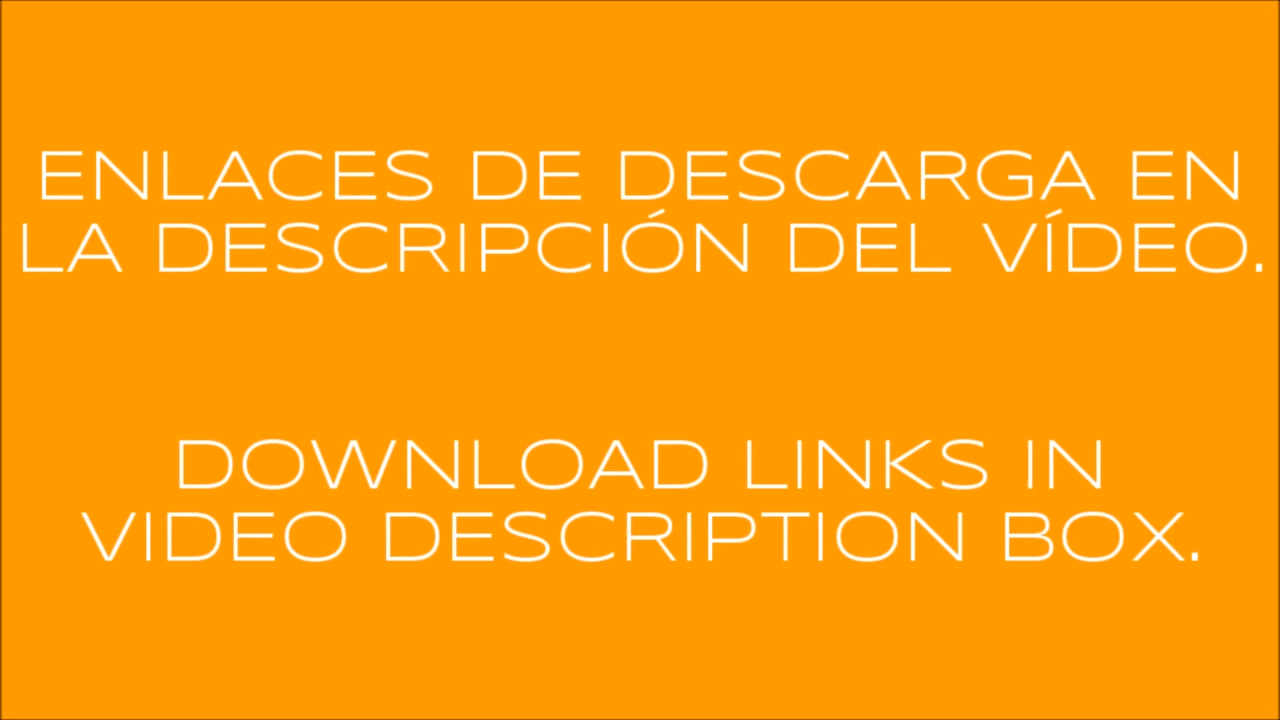 ENLACES DE DESCARGA EN
LA DESCRIPCIÓN DEL VÍDEO.
DOWNLOAD LINKS IN
VIDEO DESCRIPTION BOX.